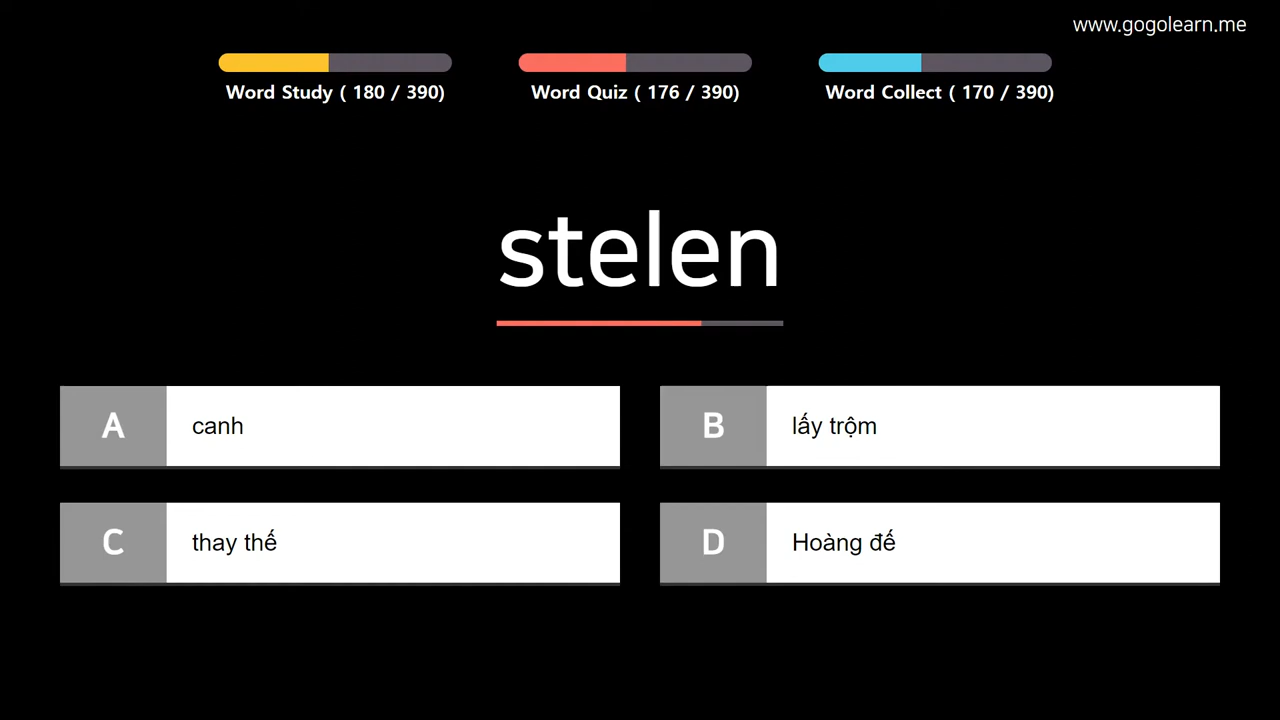 www.gogolearn.me
Word Study ( 180 / 390)
Word Quiz ( 176 / 390)
Word Collect ( 170 / 390)
stelen
A canh
B lấy trộm
C thay thế
D Hoàng đế